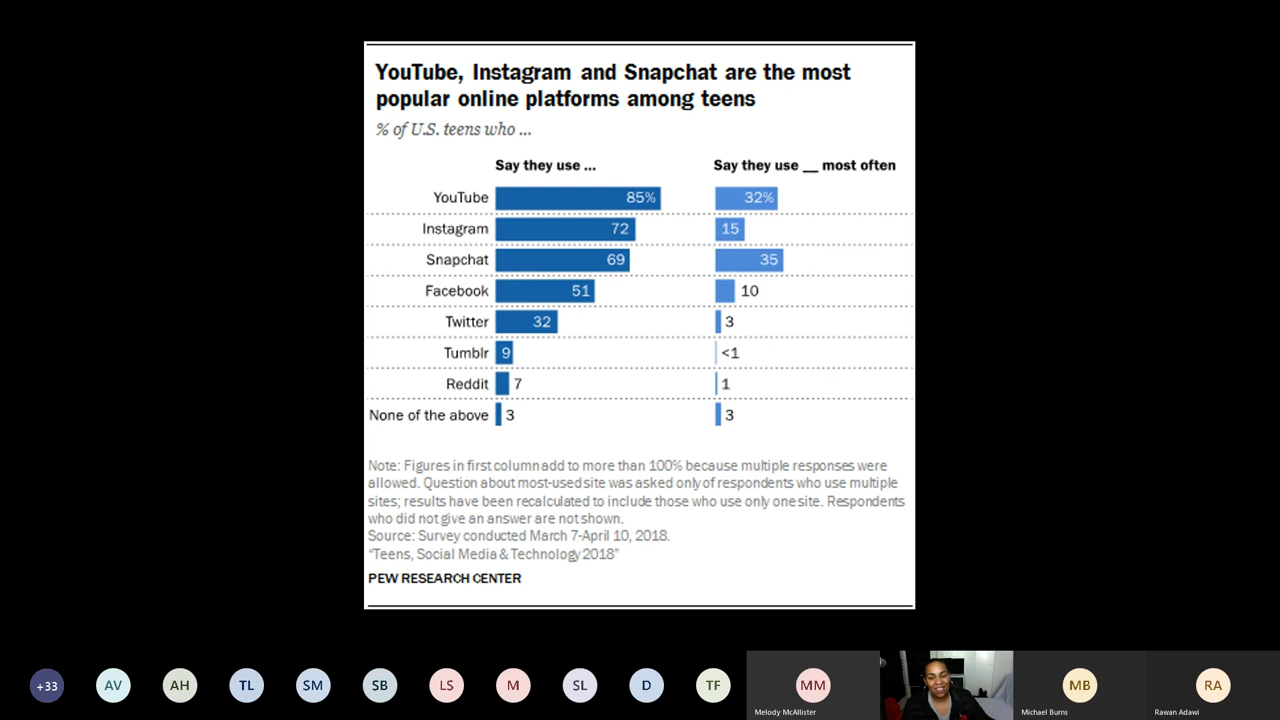 YouTube, Instagram and Snapchat are the most
popular online platforms among teens
% of U.S. teens who ...
Say they use ... Say they use __ most often
YouTube 85% 32%
Instagram 72 15
Snapchat 69 35
Facebook 51 10
Twitter 32 3
Tumblr 9 <1
Reddit 7 1
None of the above 3 3
Note: Figures in first column add to more than 100% because multiple responses were
allowed. Question about most-used site was asked only of respondents who use multiple
sites; results have been recalculated to include those who use only one site. Respondents
who did not give an answer are not shown.
Source: Survey conducted March 7-April 10, 2018.
"Teens, Social Media & Technology 2018"
PEW RESEARCH CENTER
+33 AV AH TL SM SB LS M SL D TF MM MB RA
Melody McAllister Michael Burns Rawan Adawi